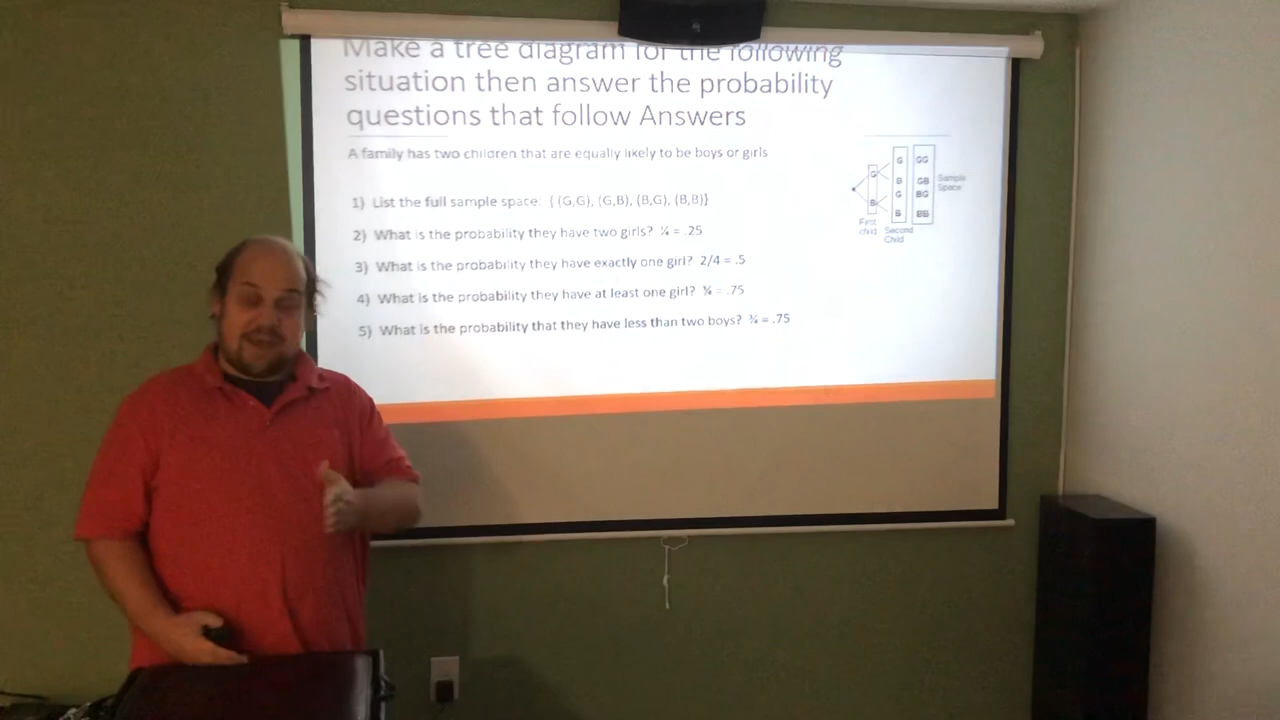 Make a tree diagram for the following
situation then answer the probability
questions that follow Answers
A family has two children that are equally likely to be boys or girls
1) List the full sample space: { (G,G), (G,B), (B,G), (B,B)}
2) What is the probability they have two girls? ¼ = .25
3) What is the probability they have exactly one girl? 2/4 = .5
4) What is the probability they have at least one girl? ¾ = .75
5) What is the probability that they have less than two boys? ¾ = .75
G
B
First
child
G
B
G
B
Second
Child
GG
GB
BG
BB
Sample
Space